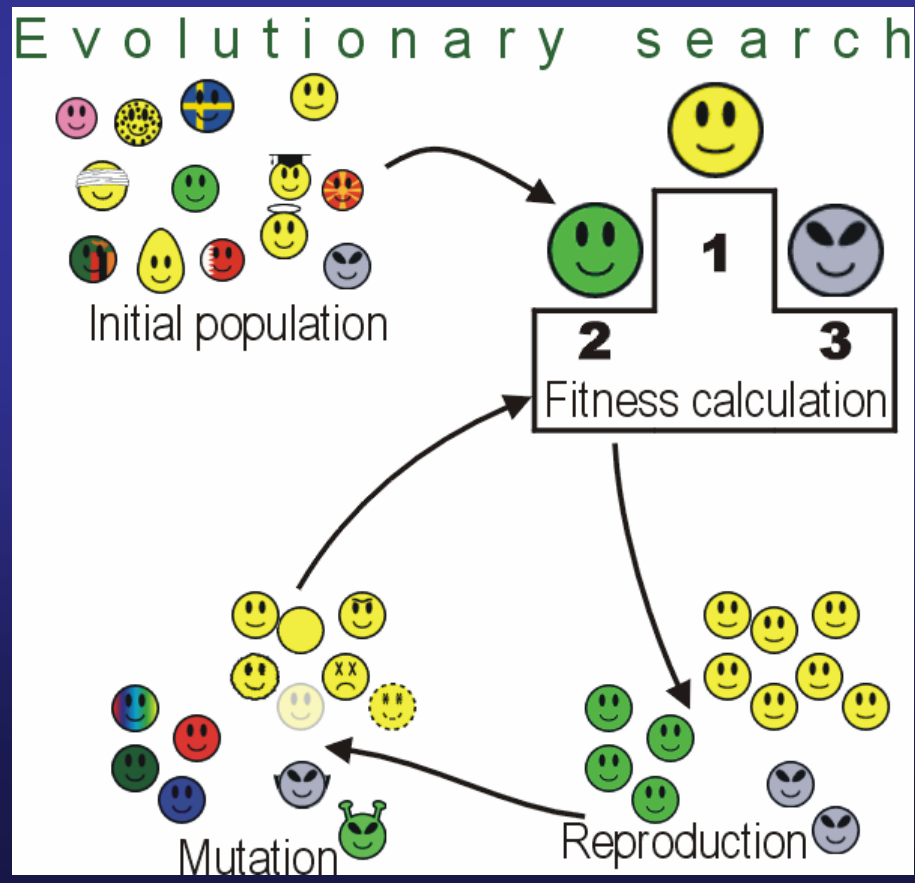 Evolutionary search
Initial population
1
2
3
Fitness calculation
Mutation
Reproduction